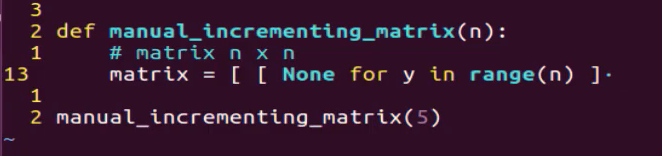 3
2 def manual_incrementing_matrix(n):
1     # matrix n x n
13     matrix = [ [ None for y in range(n) ]·
1
2 manual_incrementing_matrix(5)
~